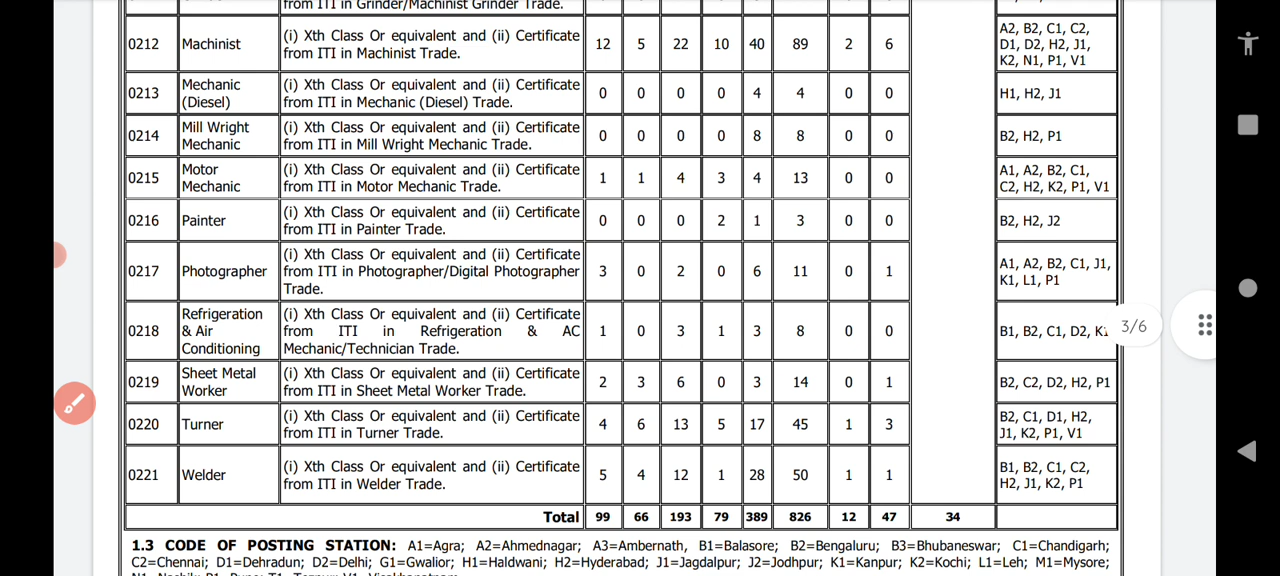 from ITI in Grinder/Machinist Grinder Trade.
0212 Machinist (i) Xth Class Or equivalent and (ii) Certificate from ITI in Machinist Trade. 12 5 22 10 40 89 2 6 A2, B2, C1, C2, D1, D2, H2, J1, K2, N1, P1, V1
0213 Mechanic (Diesel) (i) Xth Class Or equivalent and (ii) Certificate from ITI in Mechanic (Diesel) Trade. 0 0 0 0 4 4 0 0 H1, H2, J1
0214 Mill Wright Mechanic (i) Xth Class Or equivalent and (ii) Certificate from ITI in Mill Wright Mechanic Trade. 0 0 0 0 8 8 0 0 B2, H2, P1
0215 Motor Mechanic (i) Xth Class Or equivalent and (ii) Certificate from ITI in Motor Mechanic Trade. 1 1 4 3 4 13 0 0 A1, A2, B2, C1, C2, H2, K2, P1, V1
0216 Painter (i) Xth Class Or equivalent and (ii) Certificate from ITI in Painter Trade. 0 0 0 2 1 3 0 0 B2, H2, J2
0217 Photographer (i) Xth Class Or equivalent and (ii) Certificate from ITI in Photographer/Digital Photographer Trade. 3 0 2 0 6 11 0 1 A1, A2, B2, C1, J1, K1, L1, P1
0218 Refrigeration & Air Conditioning (i) Xth Class Or equivalent and (ii) Certificate from ITI in Refrigeration & AC Mechanic/Technician Trade. 1 0 3 1 3 8 0 0 B1, B2, C1, D2, K1
3/6
0219 Sheet Metal Worker (i) Xth Class Or equivalent and (ii) Certificate from ITI in Sheet Metal Worker Trade. 2 3 6 0 3 14 0 1 B2, C2, D2, H2, P1
0220 Turner (i) Xth Class Or equivalent and (ii) Certificate from ITI in Turner Trade. 4 6 13 5 17 45 1 3 B2, C1, D1, H2, J1, K2, P1, V1
0221 Welder (i) Xth Class Or equivalent and (ii) Certificate from ITI in Welder Trade. 5 4 12 1 28 50 1 1 B1, B2, C1, C2, H2, J1, K2, P1
Total 99 66 193 79 389 826 12 47 34
1.3 CODE OF POSTING STATION: A1=Agra; A2=Ahmednagar; A3=Ambernath, B1=Balasore; B2=Bengaluru; B3=Bhubaneswar; C1=Chandigarh;
C2=Chennai; D1=Dehradun; D2=Delhi; G1=Gwalior; H1=Haldwani; H2=Hyderabad; J1=Jagdalpur; J2=Jodhpur; K1=Kanpur; K2=Kochi; L1=Leh; M1=Mysore;